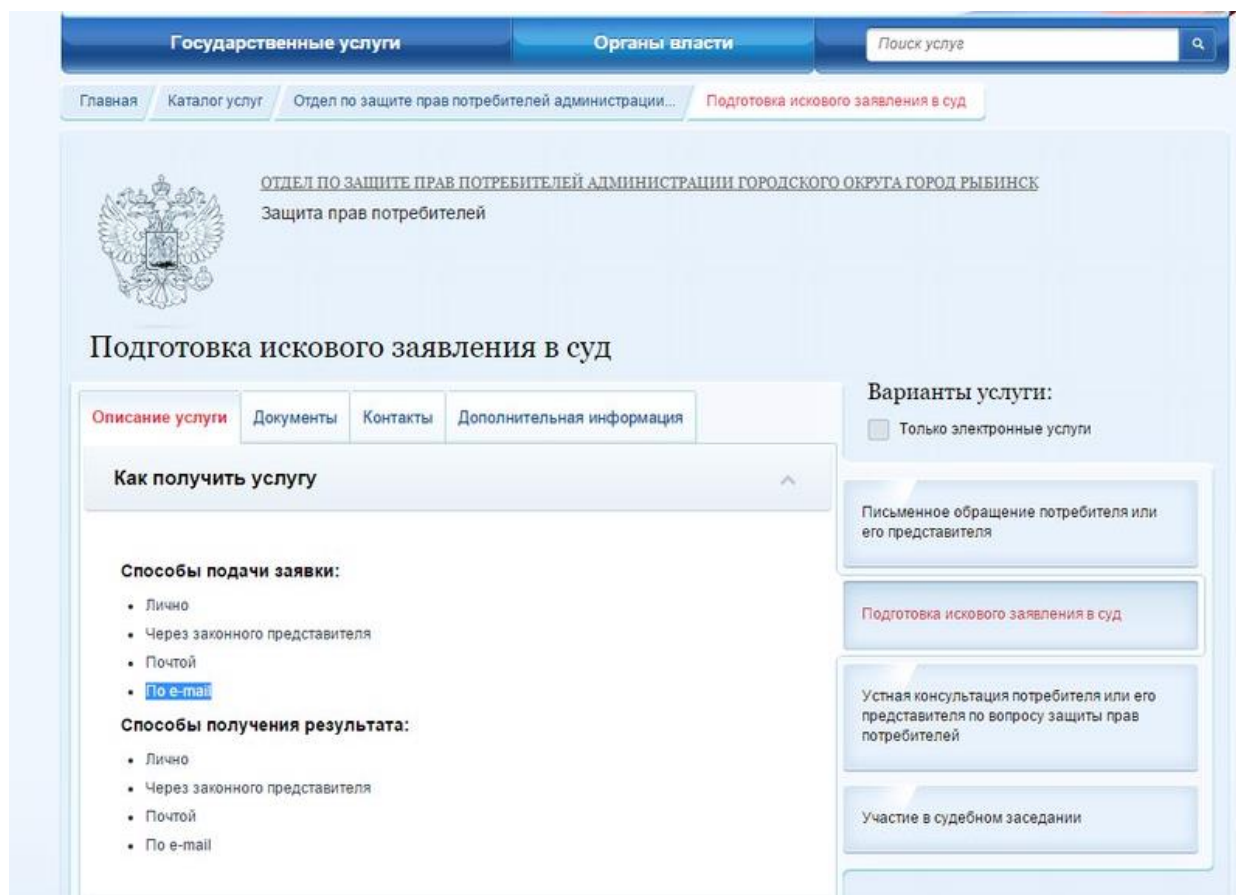 Государственные услуги
Органы власти
Поиск услуг
Главная
Каталог услуг
Отдел по защите прав потребителей администрации...
Подготовка искового заявления в суд
ОТДЕЛ ПО ЗАЩИТЕ ПРАВ ПОТРЕБИТЕЛЕЙ АДМИНИСТРАЦИИ ГОРОДСКОГО ОКРУГА ГОРОД РЫБИНСК
Защита прав потребителей
Подготовка искового заявления в суд
Описание услуги
Документы
Контакты
Дополнительная информация
Как получить услугу
Способы подачи заявки:
• Лично
• Через законного представителя
• Почтой
• По e-mail
Способы получения результата:
• Лично
• Через законного представителя
• Почтой
• По e-mail
Варианты услуги:
Только электронные услуги
Письменное обращение потребителя или
его представителя
Подготовка искового заявления в суд
Устная консультация потребителя или его
представителя по вопросу защиты прав
потребителей
Участие в судебном заседании